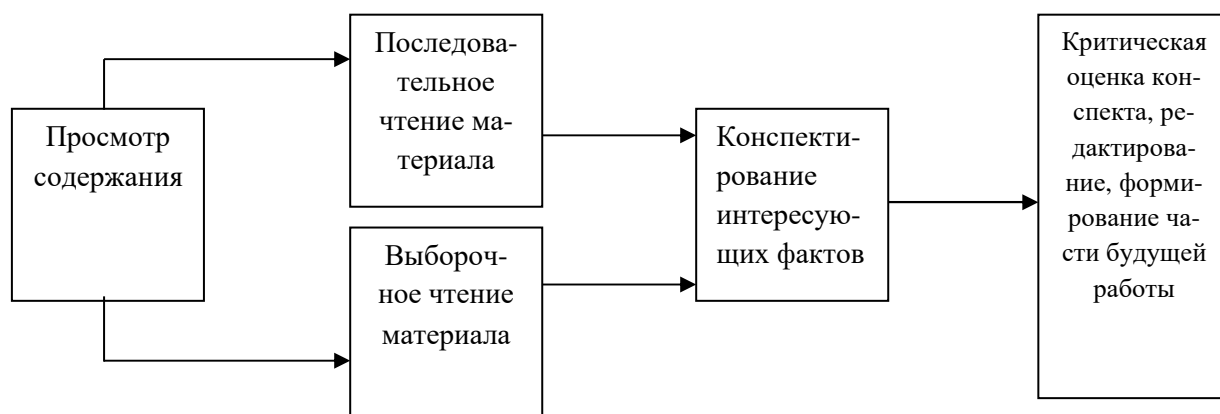 Просмотр
содержания
Последова-
тельное
чтение ма-
териала
Выбороч-
ное чтение
материала
Конспекти-
рование
интересую-
щих фактов
Критическая
оценка кон-
спекта, ре-
дактирова-
ние, форми-
рование ча-
сти будущей
работы